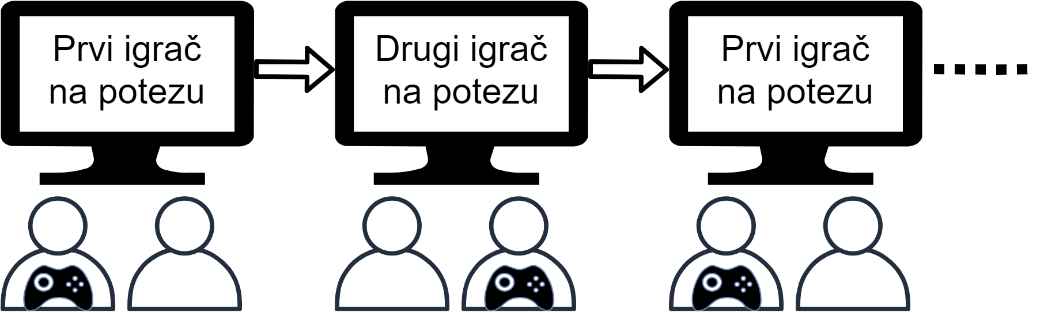 Prvi igrač
na potezu
Drugi igrač
na potezu
Prvi igrač
na potezu